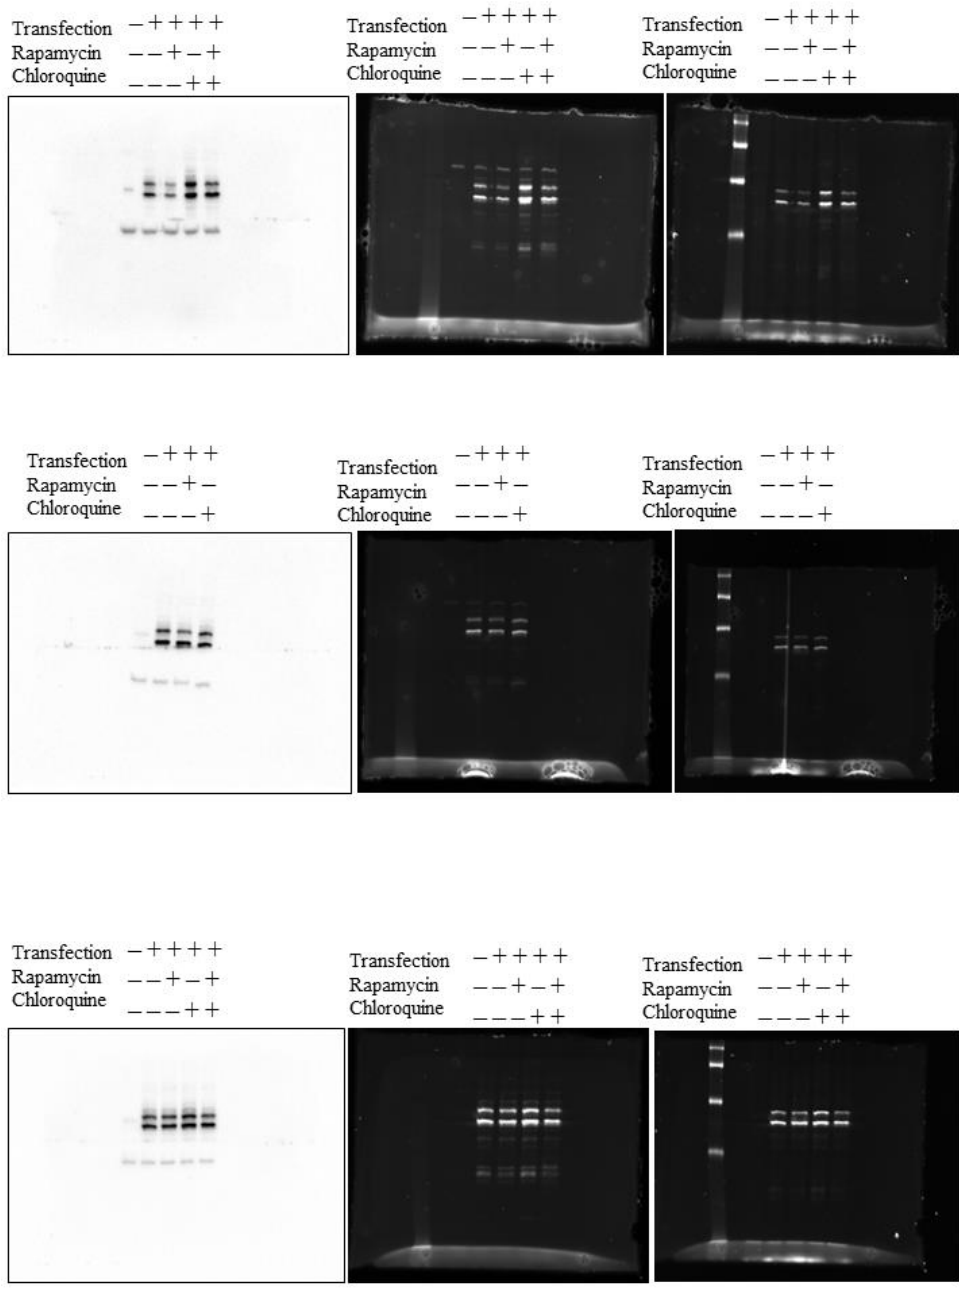 Transfection – + + + +
Rapamycin – – + – +
Chloroquine – – – + +
Transfection – + + + +
Rapamycin – – + – +
Chloroquine – – – + +
Transfection – + + + +
Rapamycin – – + – +
Chloroquine – – – + +
Transfection – + + +
Rapamycin – – + –
Chloroquine – – – +
Transfection – + + +
Rapamycin – – + –
Chloroquine – – – +
Transfection – + + +
Rapamycin – – + –
Chloroquine – – – +
Transfection – + + + +
Rapamycin – – + – +
Chloroquine – – – + +
Transfection – + + + +
Rapamycin – – + – +
Chloroquine – – – + +
Transfection – + + + +
Rapamycin – – + – +
Chloroquine – – – + +